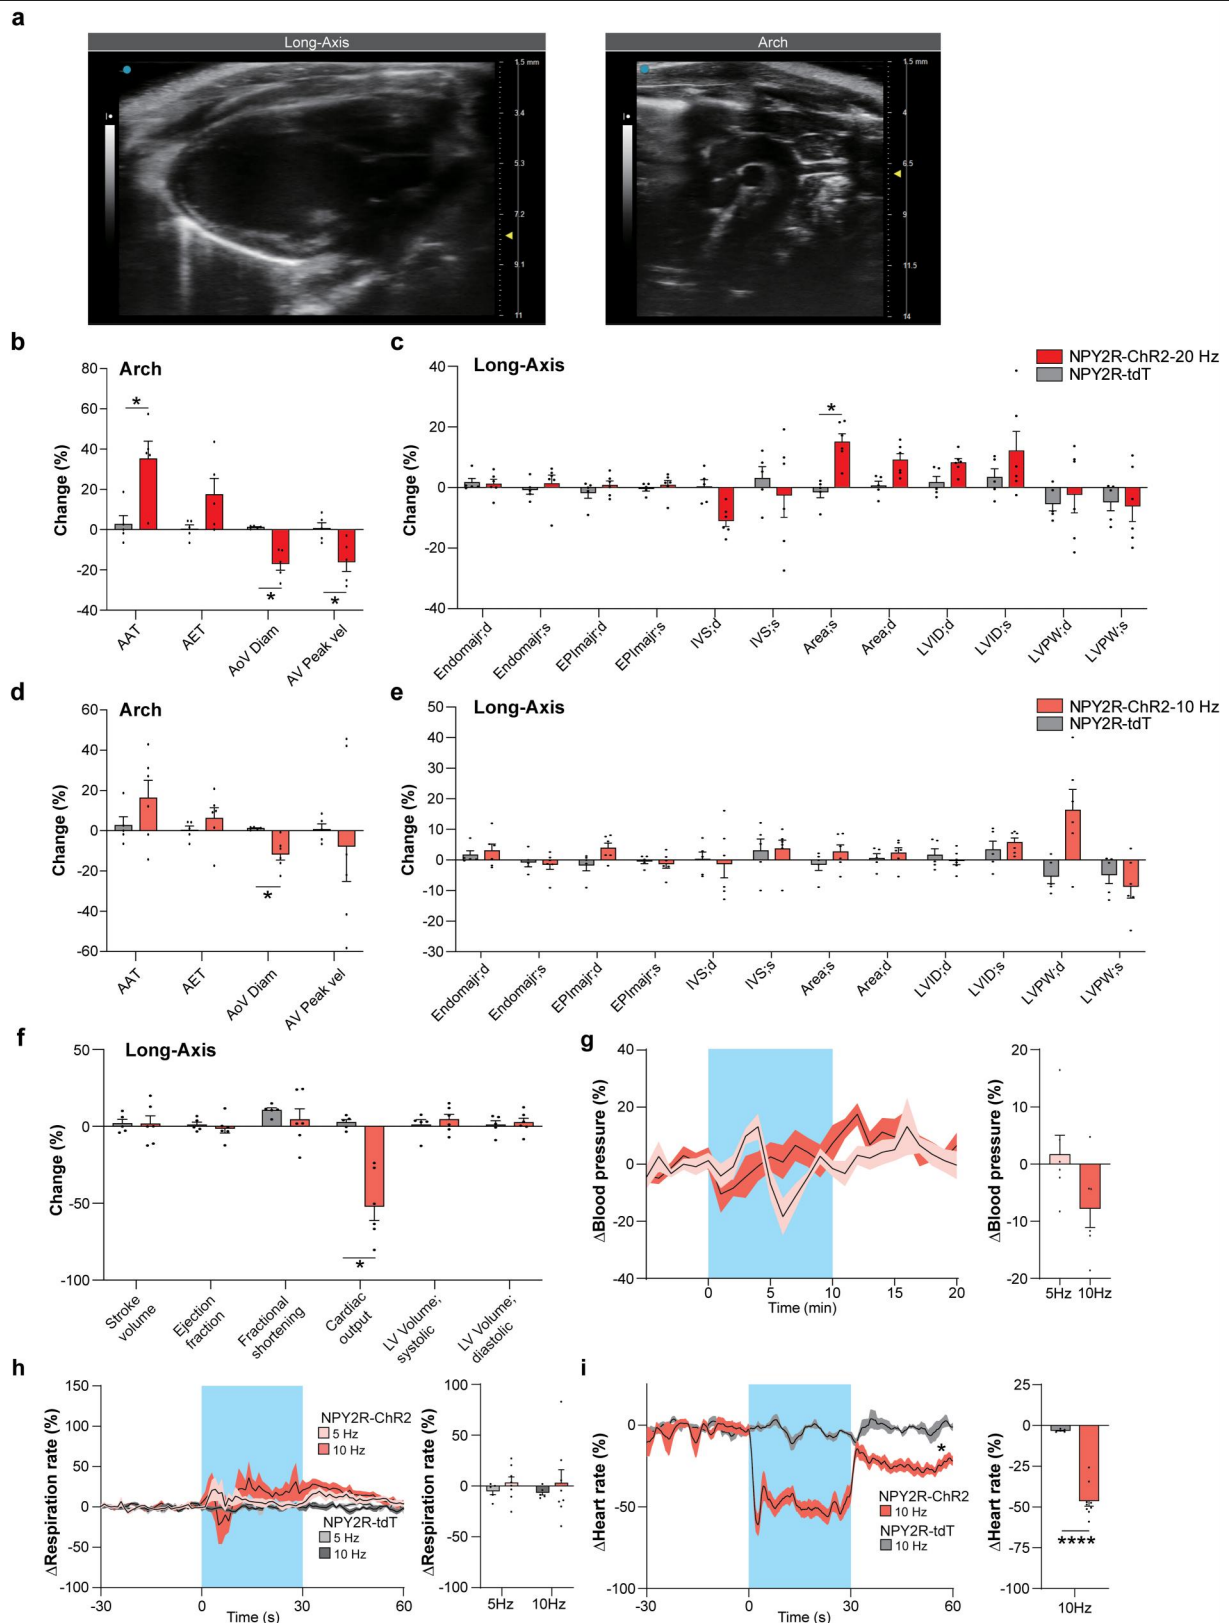 a
Long-Axis
1.5 mm
3.4
5.3
7.2
9.1
11
Arch
1.5 mm
4
6.5
9
11.5
14
b
Arch
Change (%)
80
60
40
20
0
-20
-40
*
*
*
AAT
AET
AoV Diam
AV Peak vel
c
Long-Axis
NPY2R-ChR2-20 Hz
NPY2R-tdT
Change (%)
40
20
0
-20
-40
*
Endomajr;d
Endomajr;s
EPImajr;d
EPImajr;s
IVS;d
IVS;s
Area;s
Area;d
LVID;d
LVID;s
LVPW;d
LVPW;s
d
Arch
Change (%)
60
40
20
0
-20
-40
-60
*
AAT
AET
AoV Diam
AV Peak vel
e
Long-Axis
NPY2R-ChR2-10 Hz
NPY2R-tdT
Change (%)
50
40
30
20
10
0
-10
-20
-30
Endomajr;d
Endomajr;s
EPImajr;d
EPImajr;s
IVS;d
IVS;s
Area;s
Area;d
LVID;d
LVID;s
LVPW;d
LVPW;s
f
Long-Axis
Change (%)
50
0
-50
-100
*
Stroke
volume
Ejection
fraction
Fractional
shortening
Cardiac
output
LV Volume;
systolic
LV Volume;
diastolic
g
ΔBlood pressure (%)
40
20
0
-20
-40
0
5
10
15
20
Time (min)
ΔBlood pressure (%)
20
10
0
-10
-20
5Hz
10Hz
h
ΔRespiration rate (%)
150
100
50
0
-50
-100
NPY2R-ChR2
5 Hz
10 Hz
NPY2R-tdT
5 Hz
10 Hz
-30
0
30
60
Time (s)
ΔRespiration rate (%)
100
50
0
-50
-100
5Hz
10Hz
i
ΔHeart rate (%)
0
-50
-100
*
NPY2R-ChR2
10 Hz
NPY2R-tdT
10 Hz
-30
0
30
60
Time (s)
ΔHeart rate (%)
25
0
-25
-50
-75
-100
****
10Hz